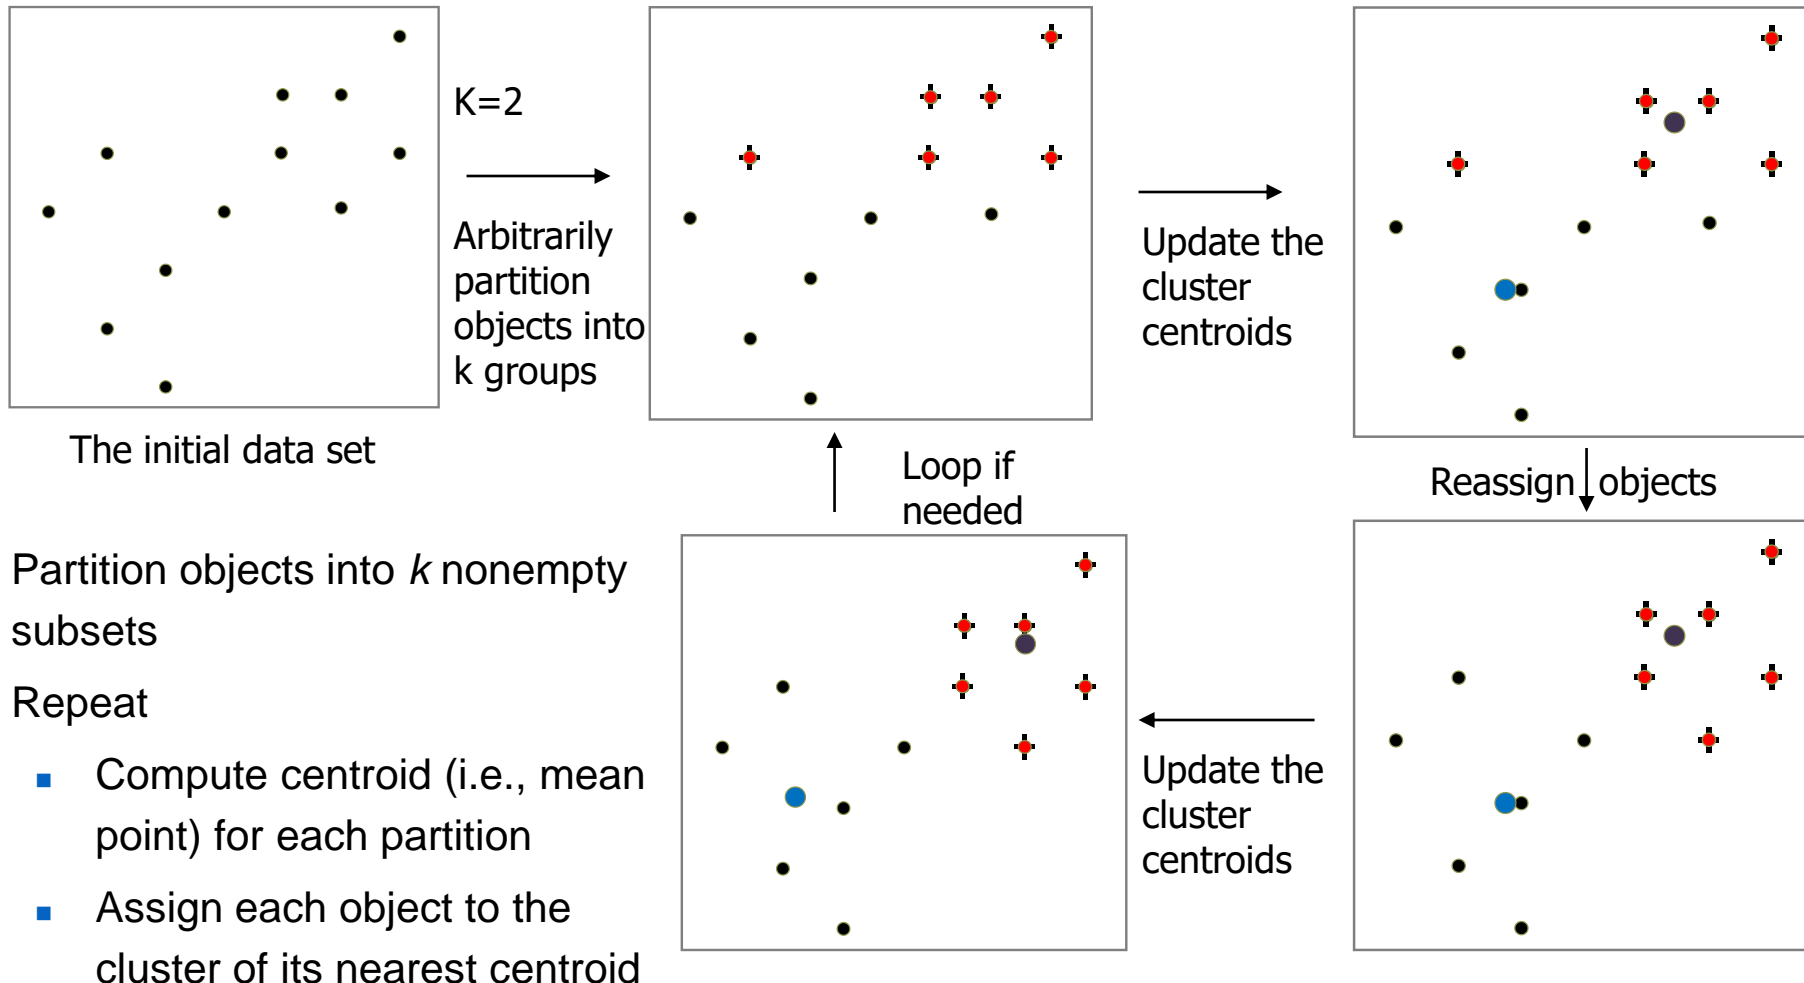 K=2
Arbitrarily
partition
objects into
k groups
Update the
cluster
centroids
The initial data set
Loop if
needed
Reassign objects
Partition objects into k nonempty
subsets
Repeat
Compute centroid (i.e., mean
point) for each partition
Assign each object to the
cluster of its nearest centroid
Update the
cluster
centroids